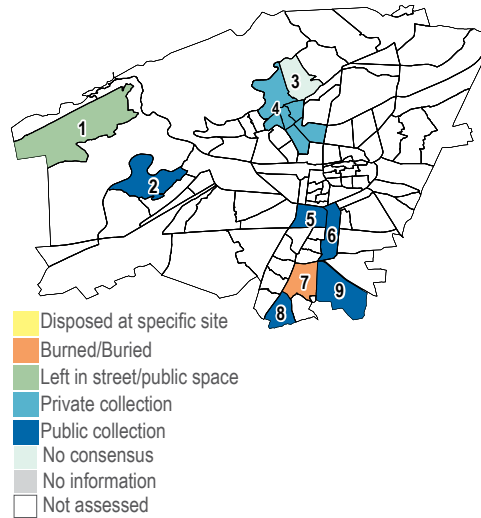 3
4
1
2
5
6
7
8
9
Disposed at specific site
Burned/Buried
Left in street/public space
Private collection
Public collection
No consensus
No information
Not assessed